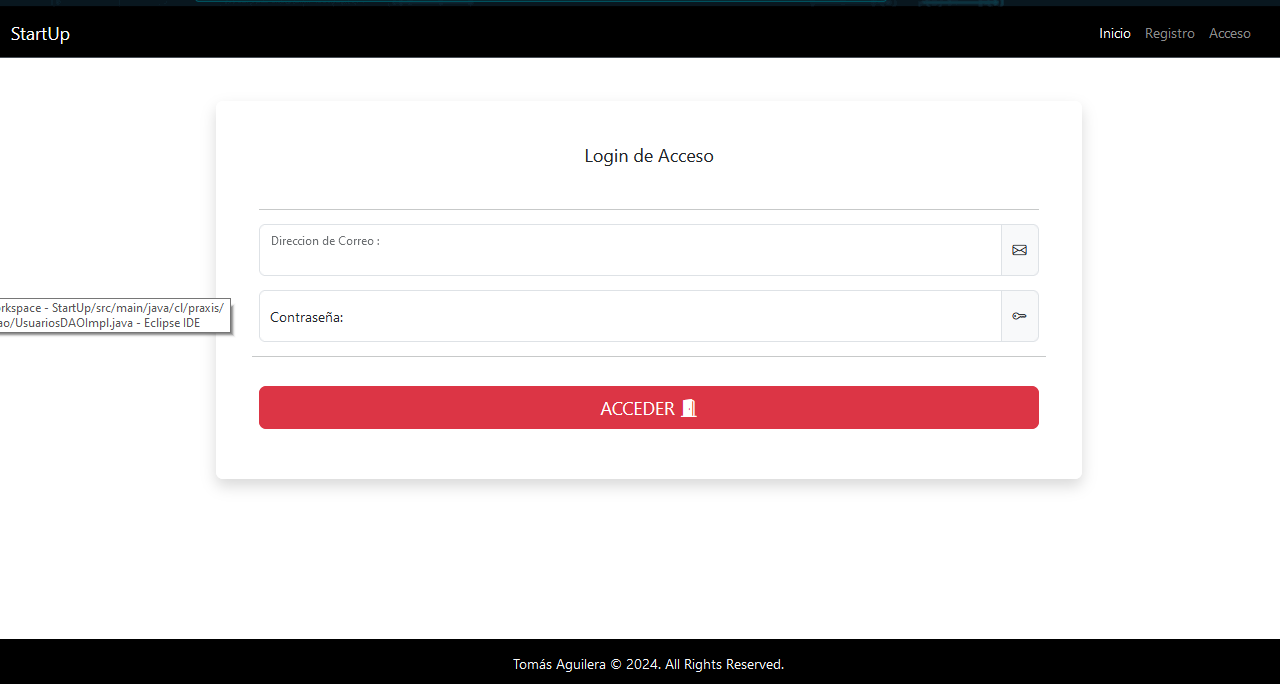 StartUp
Inicio Registro Acceso
Login de Acceso
Direccion de Correo :
rkspace - StartUp/src/main/java/cl/praxis/
ao/UsuariosDAOImpl.java - Eclipse IDE
Contraseña:
ACCEDER
Tomás Aguilera © 2024. All Rights Reserved.